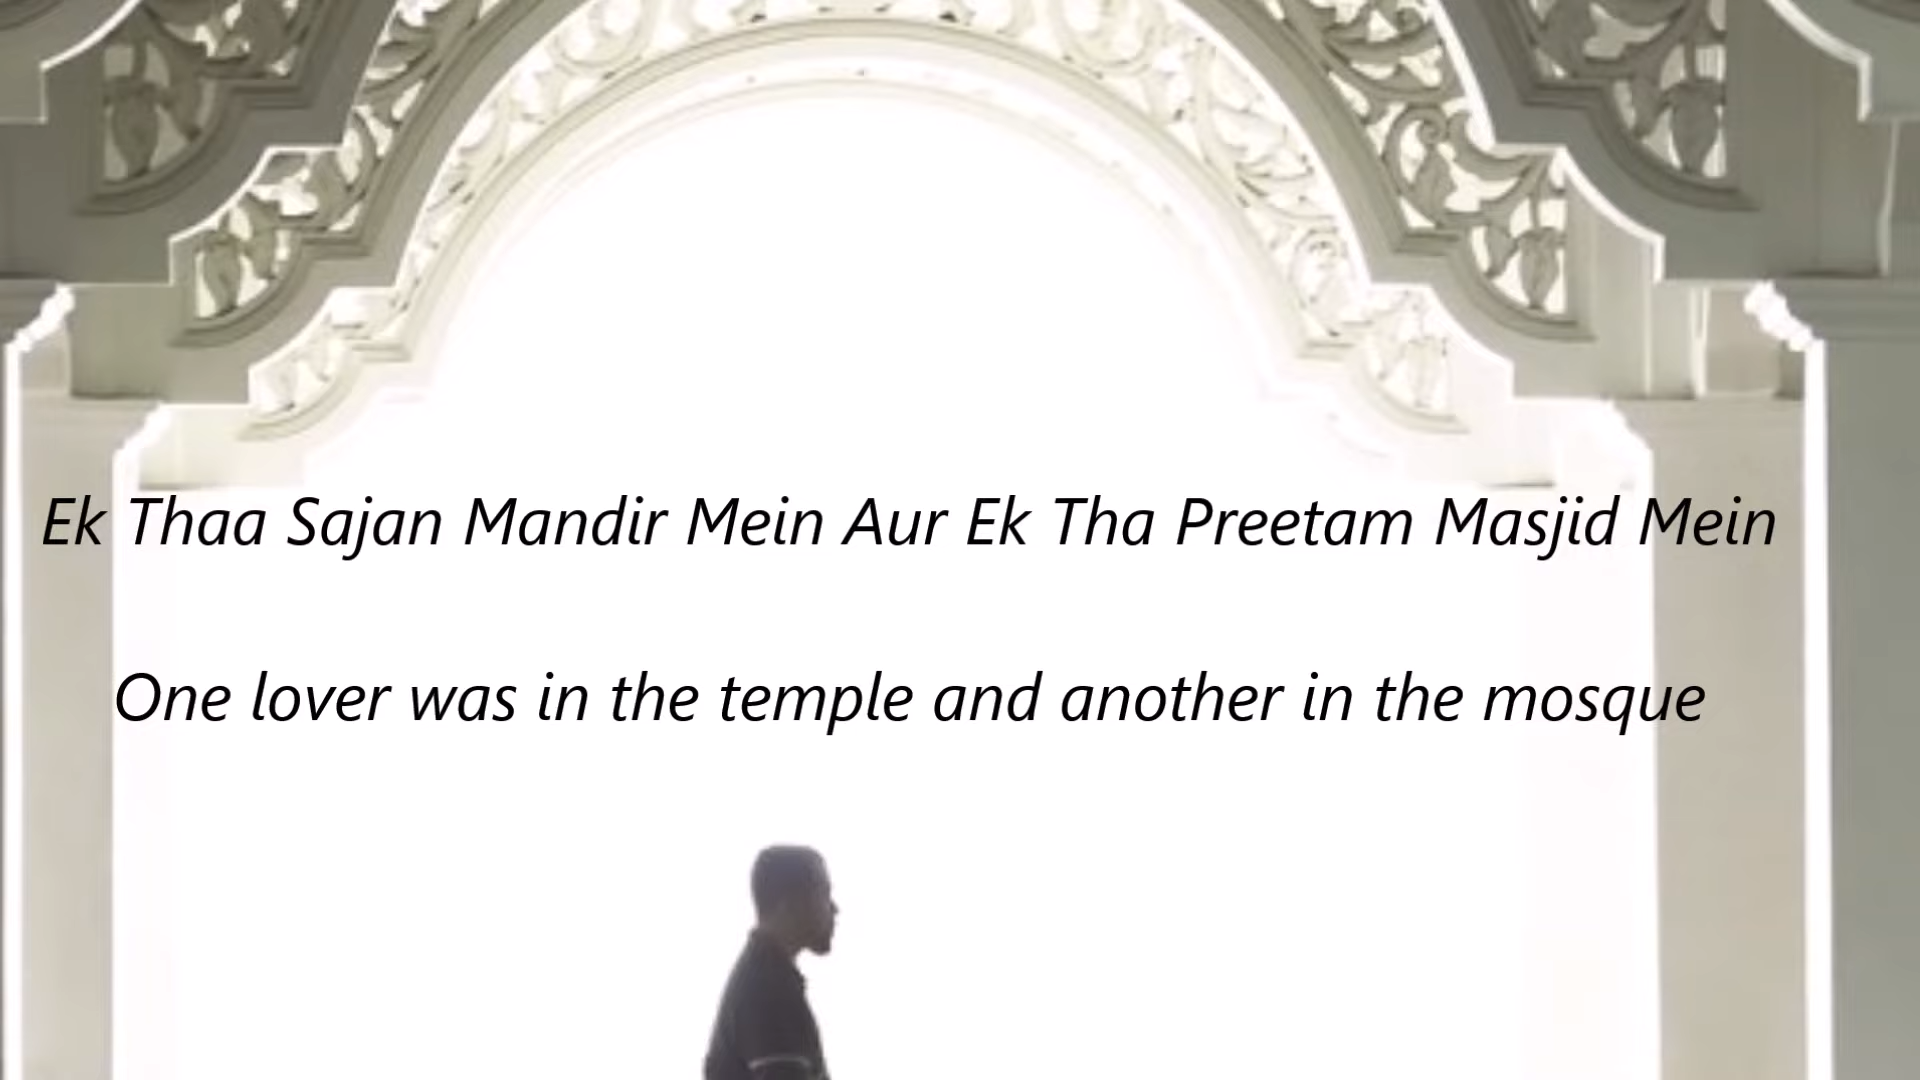 Ek Thaa Sajan Mandir Mein Aur Ek Tha Preetam Masjid Mein
One lover was in the temple and another in the mosque